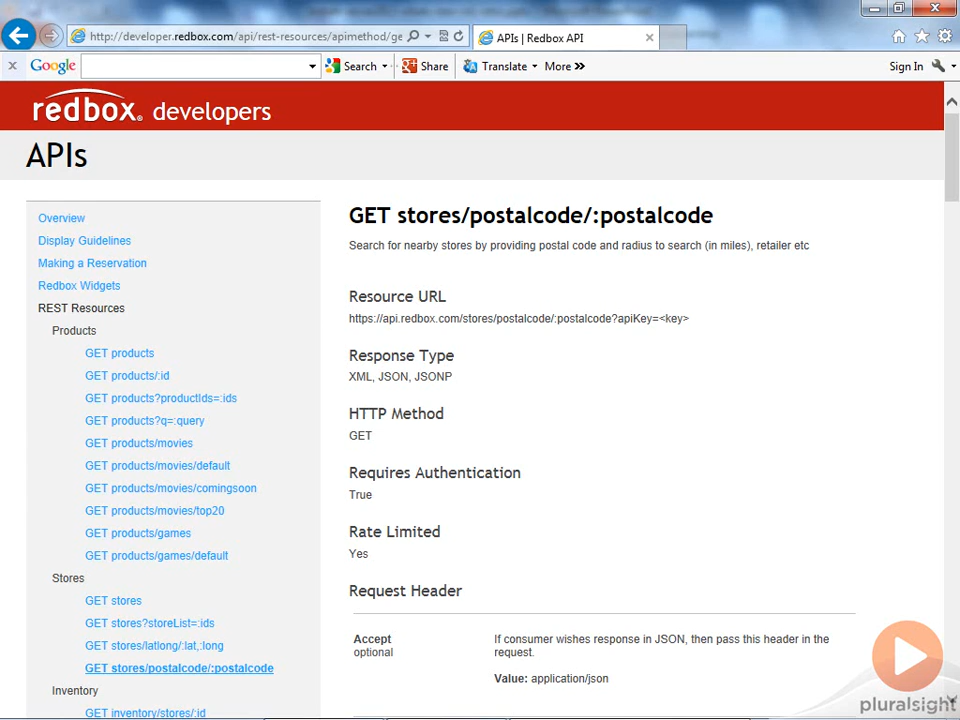 http://developer.redbox.com/api/rest-resources/apimethod/ge
APIs | Redbox API
Google
Search
Share
Translate
More
Sign In
redbox. developers
APIs
Overview
Display Guidelines
Making a Reservation
Redbox Widgets
REST Resources
Products
GET products
GET products/:id
GET products?productIds=:ids
GET products?q=:query
GET products/movies
GET products/movies/default
GET products/movies/comingsoon
GET products/movies/top20
GET products/games
GET products/games/default
Stores
GET stores
GET stores?storeList=:ids
GET stores/latlong/:lat,:long
GET stores/postalcode/:postalcode
Inventory
GET inventory/stores/:id
GET stores/postalcode/:postalcode
Search for nearby stores by providing postal code and radius to search (in miles), retailer etc
Resource URL
https://api.redbox.com/stores/postalcode/:postalcode?apiKey=<key>
Response Type
XML, JSON, JSONP
HTTP Method
GET
Requires Authentication
True
Rate Limited
Yes
Request Header
Accept
optional
If consumer wishes response in JSON, then pass this header in the
request.
Value: application/json
pluralsight